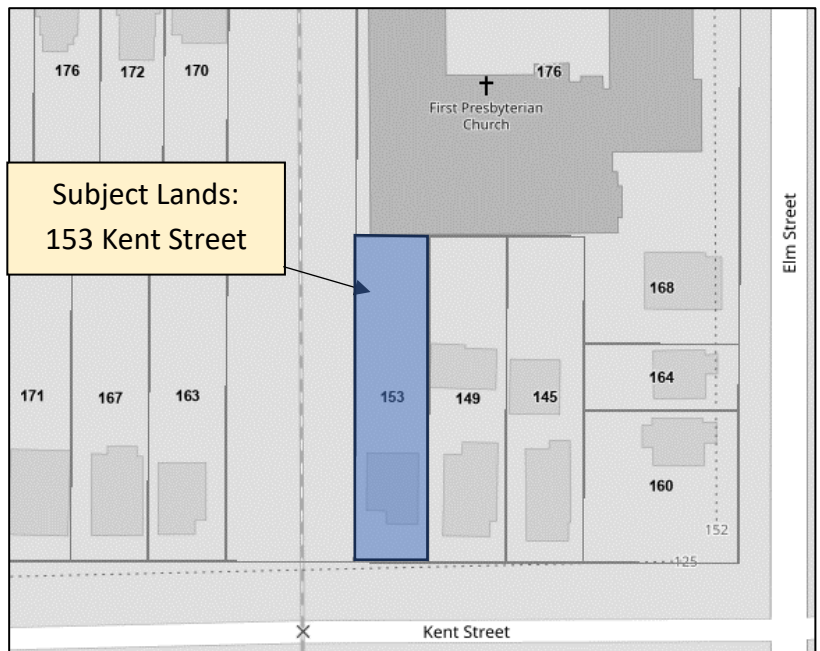 176 172 170
176
First Presbyterian
Church
Subject Lands:
153 Kent Street
Elm Street
168
164
171 167 163 153 149 145
160
152
125
Kent Street